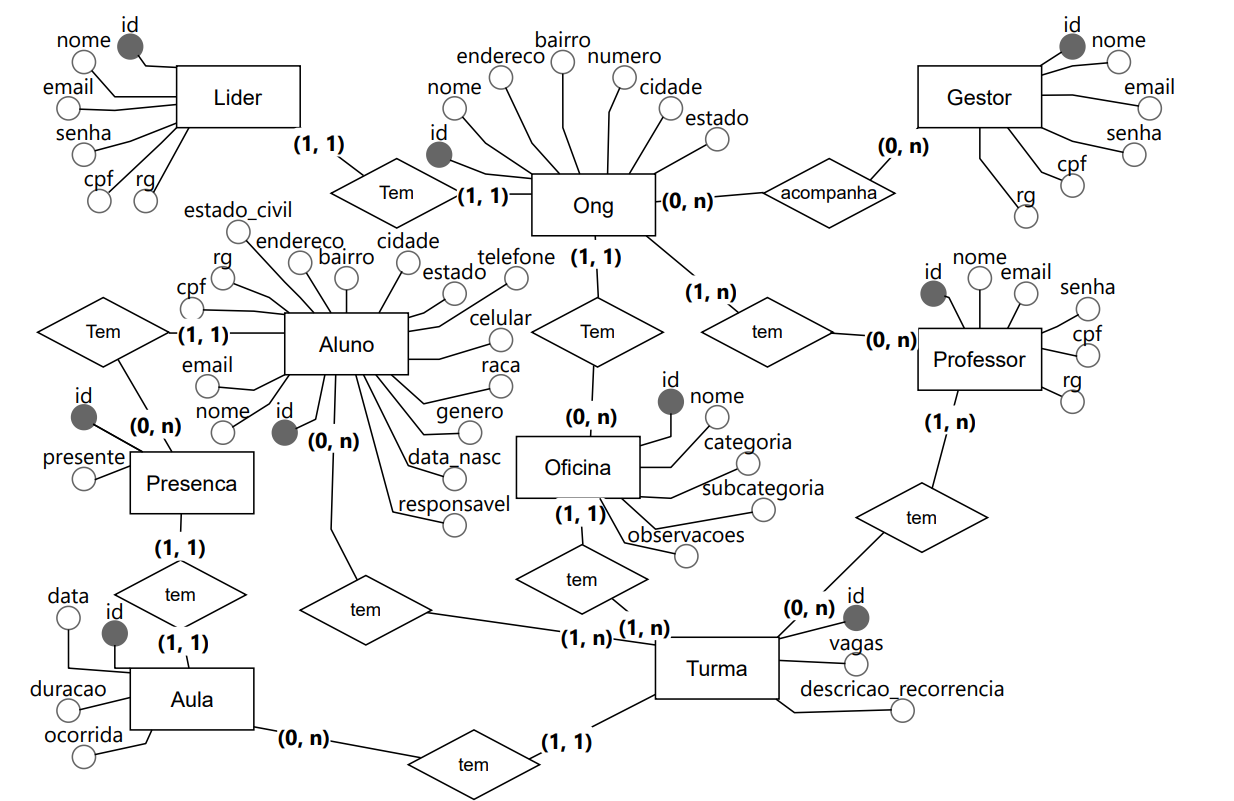 id
nome
email
senha
cpf
rg
Lider
(1, 1)
Tem
(1, 1)
id
nome
endereco
bairro
numero
cidade
estado
Ong
(0, n)
acompanha
(0, n)
Gestor
id
nome
email
senha
cpf
rg
estado_civil
endereco
bairro
cidade
estado
telefone
rg
cpf
celular
raca
genero
data_nasc
responsavel
email
nome
id
Aluno
Tem
(1, 1)
(0, n)
(0, n)
id
presente
Presenca
(1, 1)
tem
(1, 1)
data
id
duracao
ocorrida
Aula
(0, n)
tem
(1, 1)
tem
(1, n)
(1, 1)
Tem
(0, n)
id
nome
categoria
subcategoria
observacoes
Oficina
(1, 1)
tem
(1, n)
(1, n)
tem
(0, n)
id
nome
email
senha
cpf
rg
Professor
(1, n)
tem
(0, n)
id
vagas
descricao_recorrencia
Turma